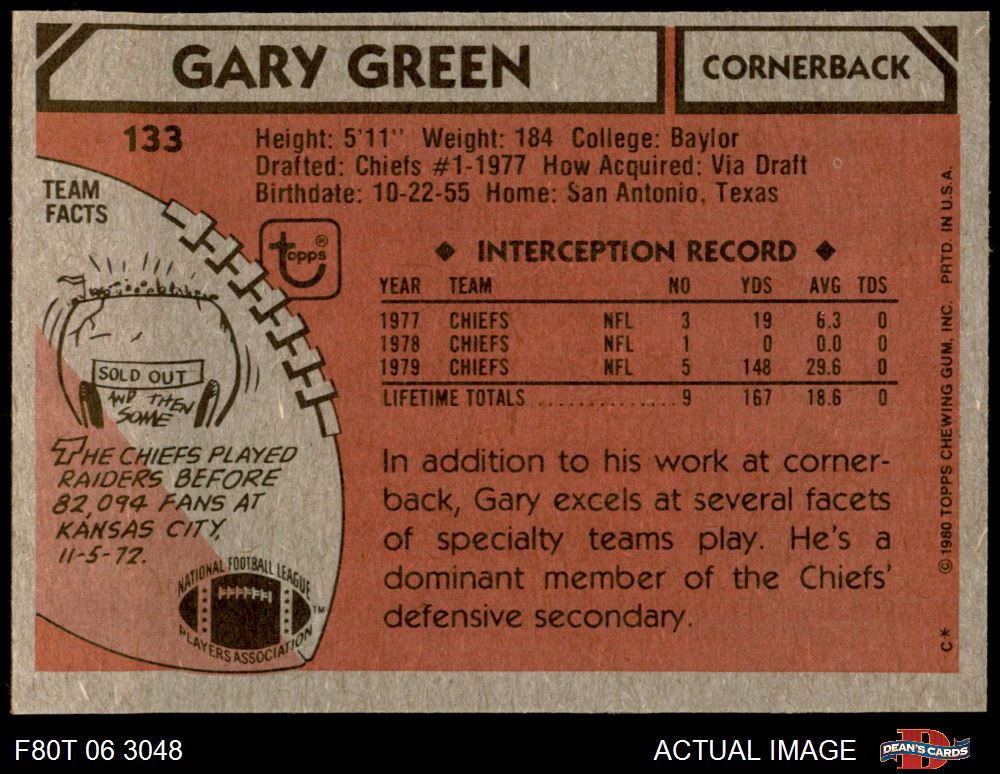 GARY GREEN
CORNERBACK
133
Height: 5'11" Weight: 184 College: Baylor
Drafted: Chiefs #1-1977 How Acquired: Via Draft
Birthdate: 10-22-55 Home: San Antonio, Texas
TEAM
FACTS
topps®
◆ INTERCEPTION RECORD ◆
YEAR TEAM NO YDS AVG TDS
1977 CHIEFS NFL 3 19 6.3 0
1978 CHIEFS NFL 1 0 0.0 0
1979 CHIEFS NFL 5 148 29.6 0
LIFETIME TOTALS .............. 9 167 18.6 0
SOLD OUT
AND THEN
SOME
THE CHIEFS PLAYED
RAIDERS BEFORE
82,094 FANS AT
KANSAS CITY,
11-5-72.
NATIONAL FOOTBALL LEAGUE
PLAYERS ASSOCIATION
TM
In addition to his work at corner-
back, Gary excels at several facets
of specialty teams play. He's a
dominant member of the Chiefs'
defensive secondary.
C* © 1980 TOPPS CHEWING GUM, INC. PRTD. IN U.S.A.
F80T 06 3048
ACTUAL IMAGE
DEAN'S CARDS